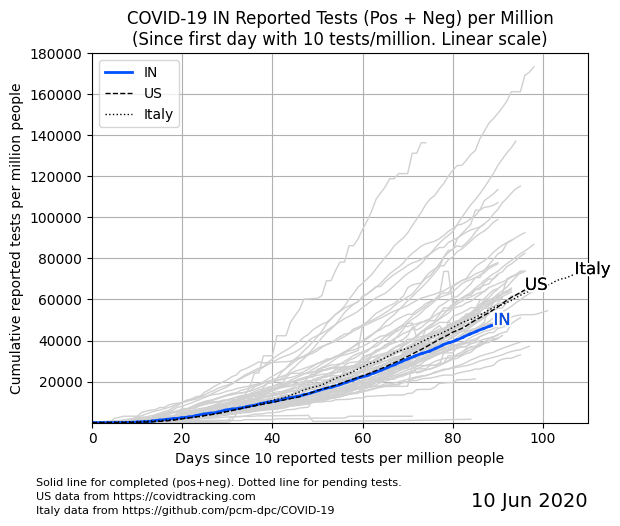 COVID-19 IN Reported Tests (Pos + Neg) per Million
(Since first day with 10 tests/million. Linear scale)
180000
160000
140000
120000
100000
80000
60000
40000
20000
Cumulative reported tests per million people
IN
US
Italy
Italy
US
IN
0
20
40
60
80
100
Days since 10 reported tests per million people
Solid line for completed (pos+neg). Dotted line for pending tests.
US data from https://covidtracking.com
Italy data from https://github.com/pcm-dpc/COVID-19
10 Jun 2020